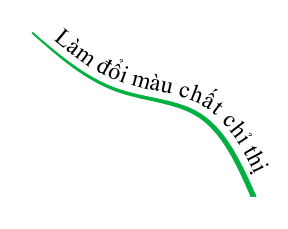 Làm đổi màu chất chỉ thị